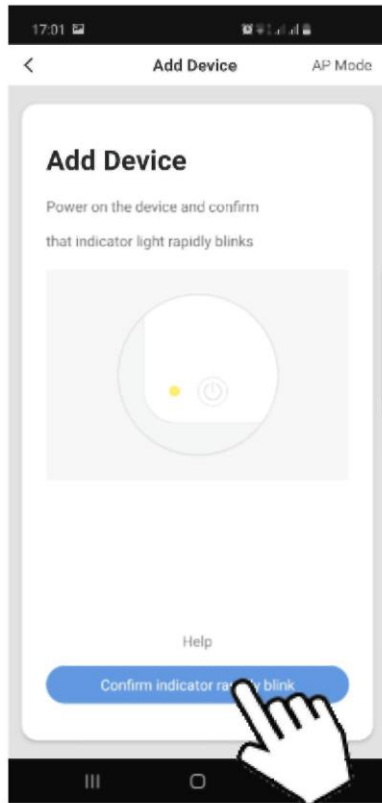 17:01
Add Device
AP Mode
Add Device
Power on the device and confirm
that indicator light rapidly blinks
Help
Confirm indicator rapidly blink